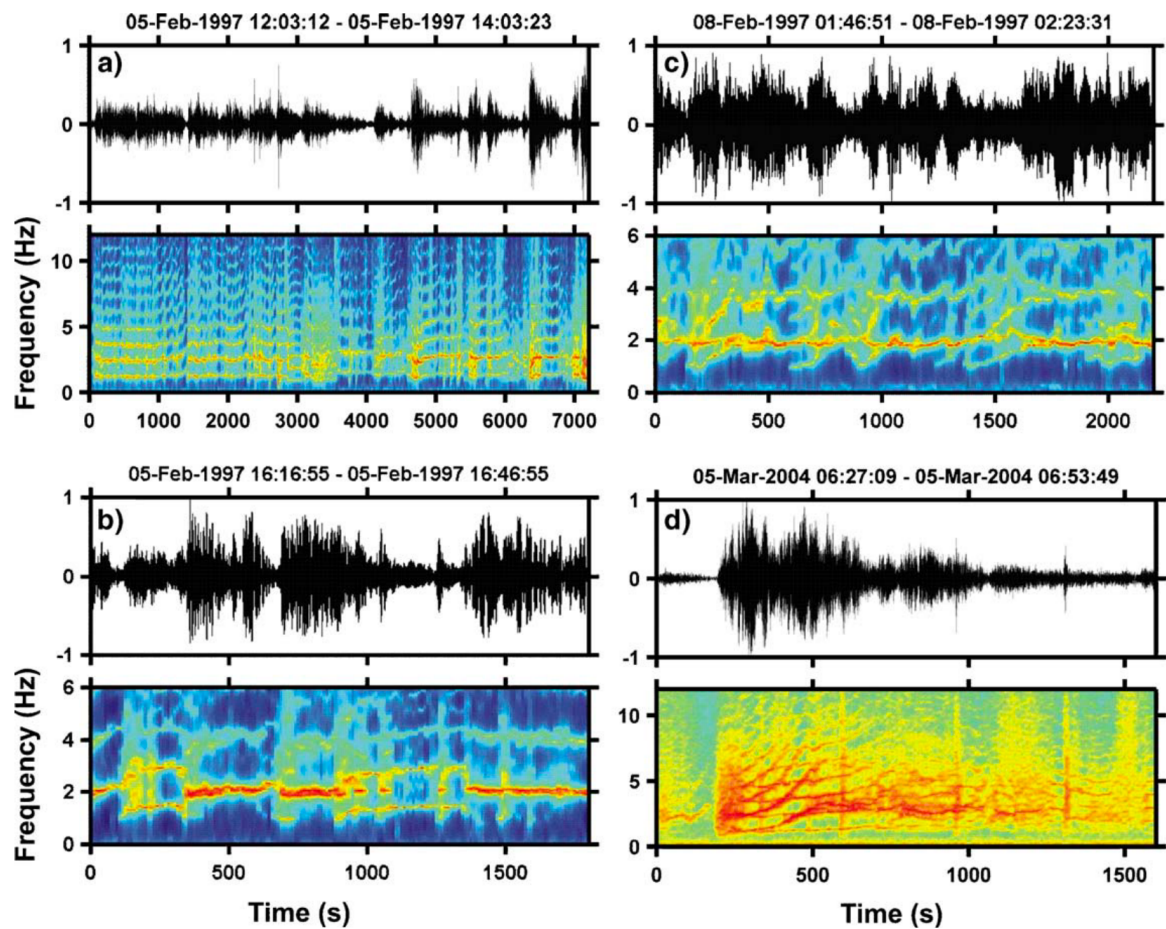 05-Feb-1997 12:03:12 - 05-Feb-1997 14:03:23
a)
1
0
-1
Frequency (Hz)
10
5
0
0 1000 2000 3000 4000 5000 6000 7000
08-Feb-1997 01:46:51 - 08-Feb-1997 02:23:31
c)
1
0
-1
6
4
2
0
0 500 1000 1500 2000
05-Feb-1997 16:16:55 - 05-Feb-1997 16:46:55
b)
1
0
-1
Frequency (Hz)
6
4
2
0
0 500 1000 1500
Time (s)
05-Mar-2004 06:27:09 - 05-Mar-2004 06:53:49
d)
1
0
-1
10
5
0
0 500 1000 1500
Time (s)